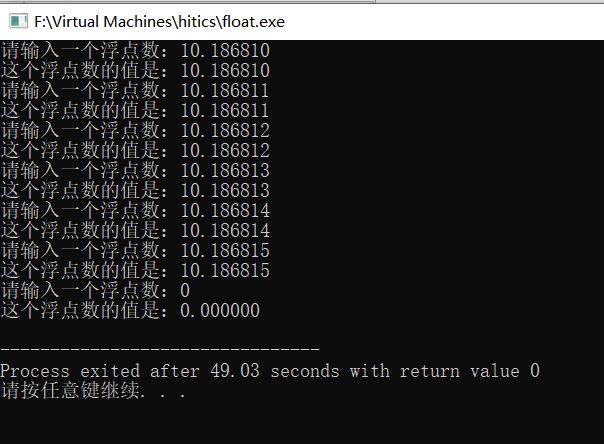 F:\Virtual Machines\hitics\float.exe
请输入一个浮点数：10.186810
这个浮点数的值是：10.186810
请输入一个浮点数：10.186811
这个浮点数的值是：10.186811
请输入一个浮点数：10.186812
这个浮点数的值是：10.186812
请输入一个浮点数：10.186813
这个浮点数的值是：10.186813
请输入一个浮点数：10.186814
这个浮点数的值是：10.186814
请输入一个浮点数：10.186815
这个浮点数的值是：10.186815
请输入一个浮点数：0
这个浮点数的值是：0.000000
--------------------------------
Process exited after 49.03 seconds with return value 0
请按任意键继续. . .